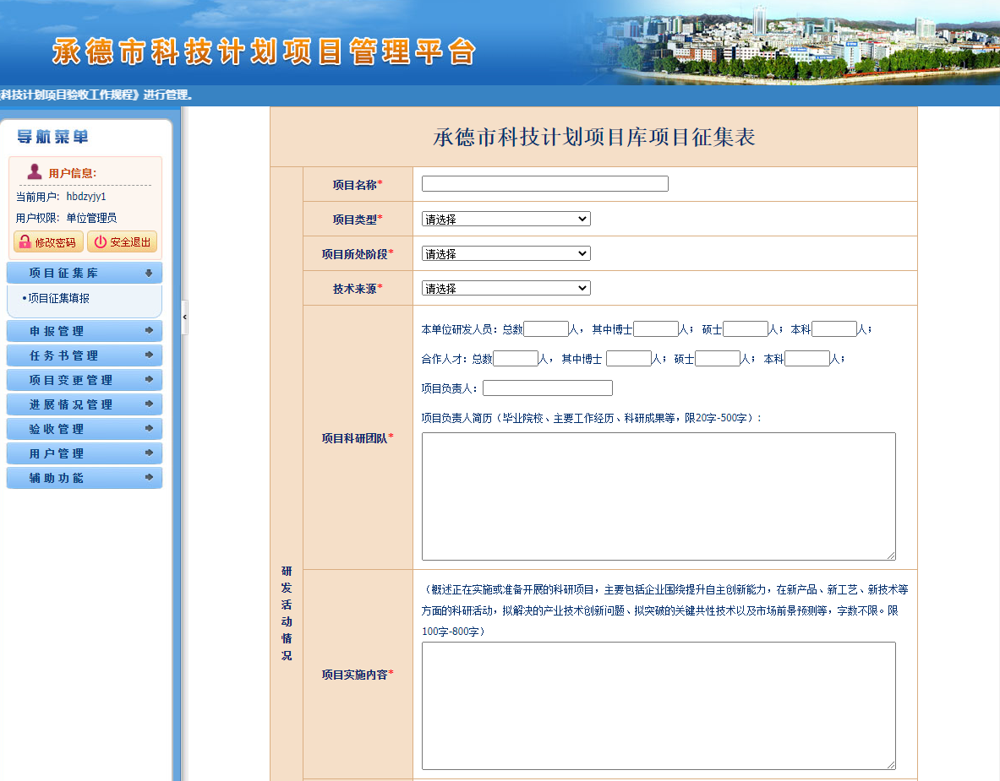 承德市科技计划项目管理平台
科技计划项目验收工作规程》进行管理。
导航菜单
用户信息：
当前用户： hbdzyjy1
用户权限： 单位管理员
修改密码 安全退出
项目征集库
•项目征集填报
申报管理
任务书管理
项目变更管理
进展情况管理
验收管理
用户管理
辅助功能
承德市科技计划项目库项目征集表
研发活动情况
项目名称*
项目类型* 请选择
项目所处阶段* 请选择
技术来源* 请选择
项目科研团队*
本单位研发人员：总数 人， 其中博士 人； 硕士 人； 本科 人；
合作人才：总数 人， 其中博士 人； 硕士 人； 本科 人；
项目负责人：
项目负责人简历（毕业院校、主要工作经历、科研成果等，限20字-500字）:
项目实施内容*
（概述正在实施或准备开展的科研项目，主要包括企业围绕提升自主创新能力，在新产品、新工艺、新技术等
方面的科研活动，拟解决的产业技术创新问题、拟突破的关键共性技术以及市场前景预测等，字数不限。限
100字-800字）